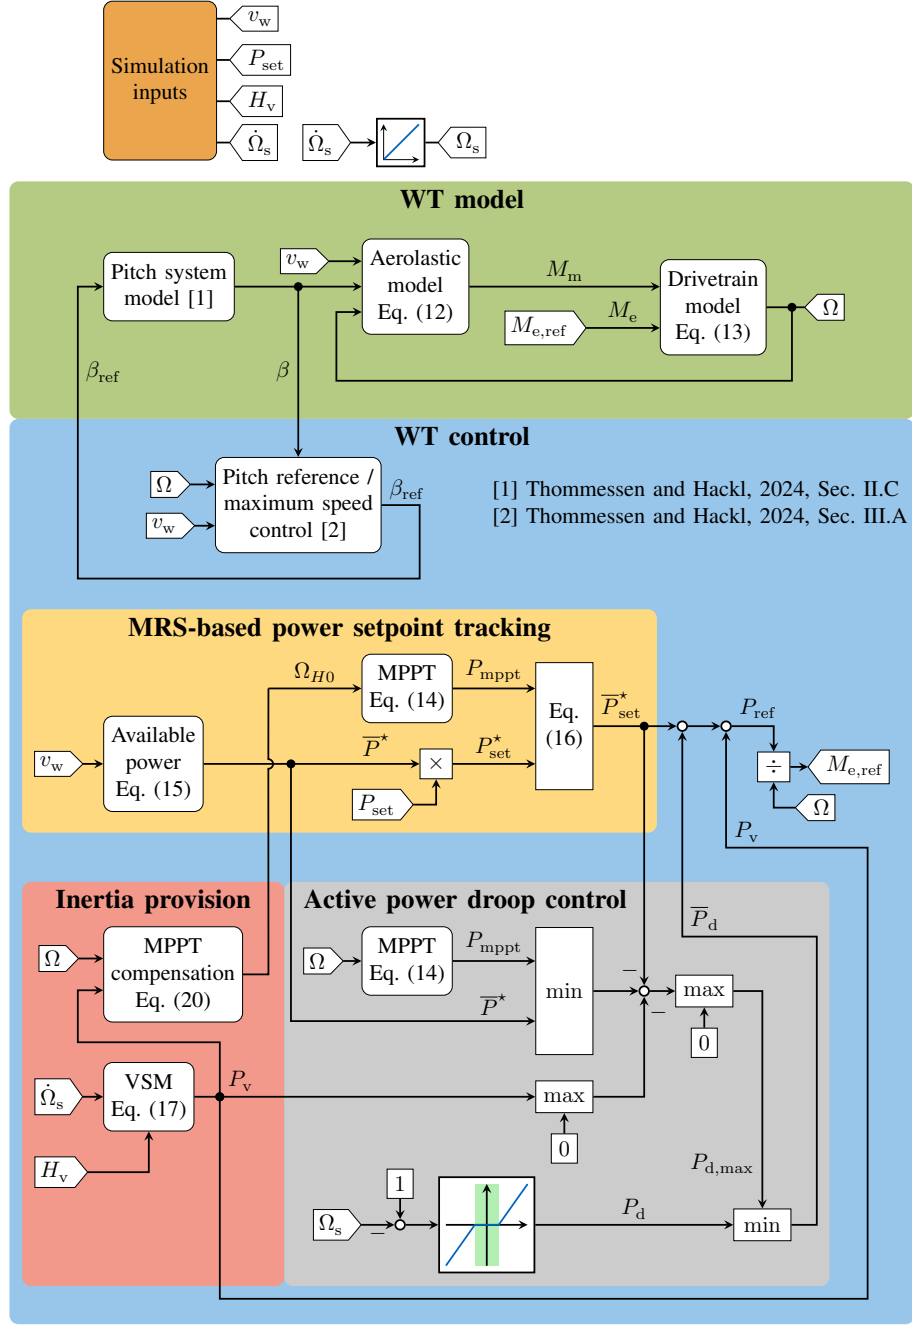 Simulation
inputs
v_w
P_set
H_v
Ω̇_s
Ω̇_s
Ω_s
WT model
Pitch system
model [1]
v_w
Aerolastic
model
Eq. (12)
M_m
M_e,ref
M_e
Drivetrain
model
Eq. (13)
Ω
β_ref
β
WT control
Ω
v_w
Pitch reference /
maximum speed
control [2]
β_ref
[1] Thommessen and Hackl, 2024, Sec. II.C
[2] Thommessen and Hackl, 2024, Sec. III.A
MRS-based power setpoint tracking
Ω_H0
MPPT
Eq. (14)
P_mppt
v_w
Available
power
Eq. (15)
P̅^⋆
×
P_set^⋆
P_set
Eq.
(16)
P̅_set^⋆
P_ref
÷
M_e,ref
Ω
P_v
Inertia provision
Ω
MPPT
compensation
Eq. (20)
Ω̇_s
VSM
Eq. (17)
P_v
H_v
Active power droop control
P̅_d
Ω
MPPT
Eq. (14)
P_mppt
P̅^⋆
min
−
−
max
0
max
0
P_d,max
1
Ω_s
−
P_d
min